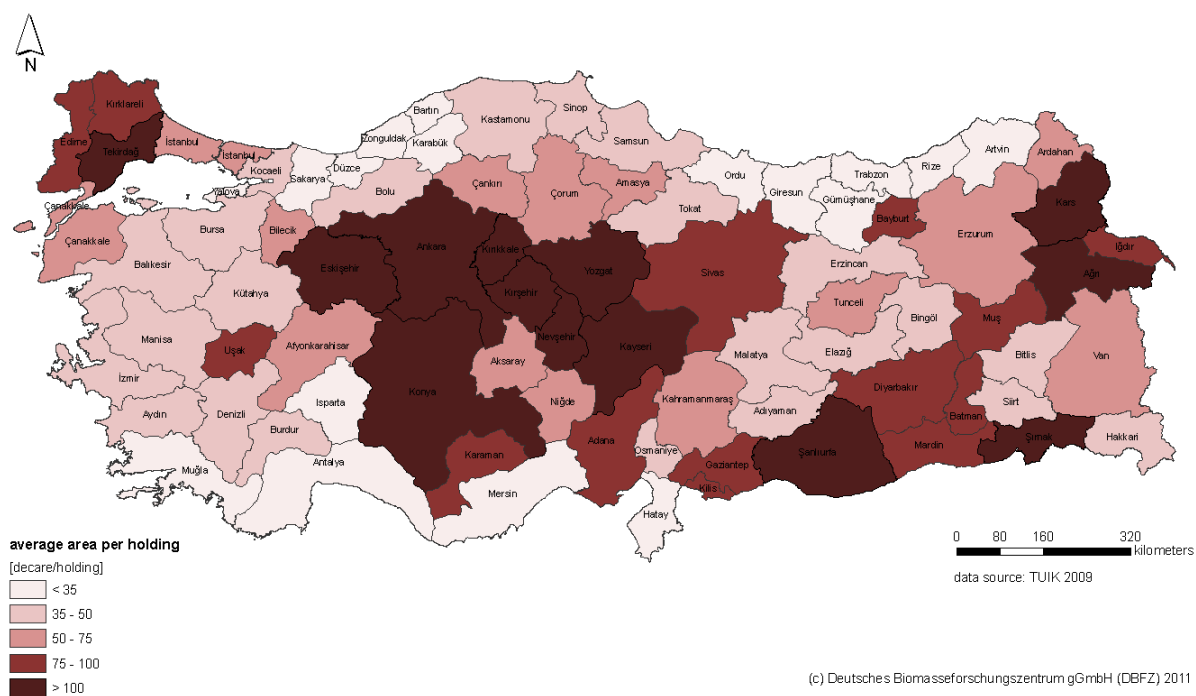 N
Kırklareli
Edirne
Tekirdağ
İstanbul
İstanbul
Kocaeli
Yalova
Çanakkale
Çanakkale
Sakarya
Düzce
Zonguldak
Bartın
Karabük
Kastamonu
Sinop
Samsun
Bolu
Çankırı
Çorum
Amasya
Tokat
Ordu
Giresun
Trabzon
Gümüşhane
Rize
Artvin
Ardahan
Kars
Bayburt
Erzurum
Iğdır
Ağrı
Bursa
Bilecik
Balıkesir
Kütahya
Eskişehir
Ankara
Kırıkkale
Kırşehir
Yozgat
Sivas
Erzincan
Tunceli
Bingöl
Muş
Bitlis
Van
Manisa
Uşak
Afyonkarahisar
Konya
Aksaray
Nevşehir
Kayseri
Malatya
Elazığ
Diyarbakır
Batman
Siirt
Şırnak
Hakkari
İzmir
Aydın
Denizli
Burdur
Isparta
Niğde
Kahramanmaraş
Adıyaman
Mardin
Şanlıurfa
Gaziantep
Kilis
Osmaniye
Adana
Karaman
Mersin
Hatay
Antalya
Muğla
average area per holding
[decare/holding]
< 35
35 - 50
50 - 75
75 - 100
> 100
0 80 160 320
kilometers
data source: TUIK 2009
(c) Deutsches Biomasseforschungszentrum gGmbH (DBFZ) 2011